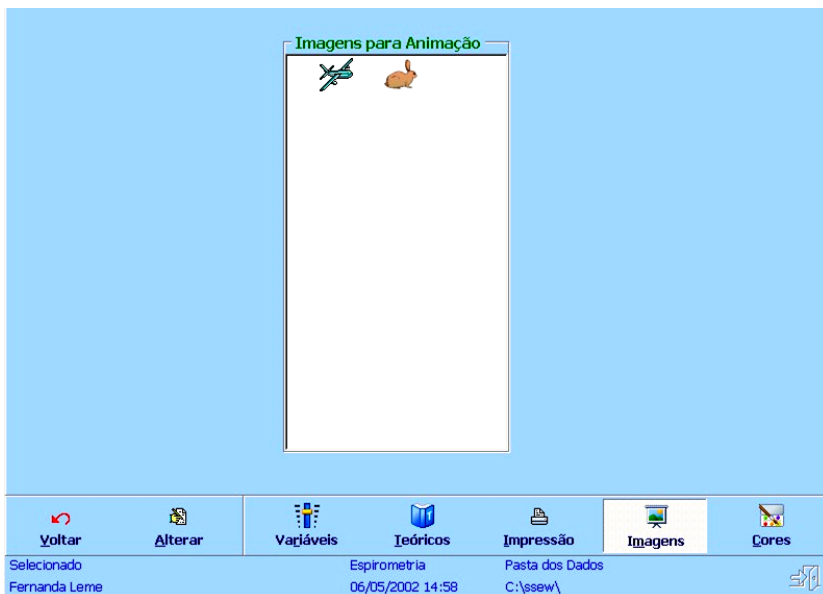 Imagens para Animação
Voltar Alterar Variáveis Teóricos Impressão Imagens Cores
Selecionado Espirometria Pasta dos Dados
Fernanda Leme 06/05/2002 14:58 C:\ssew\